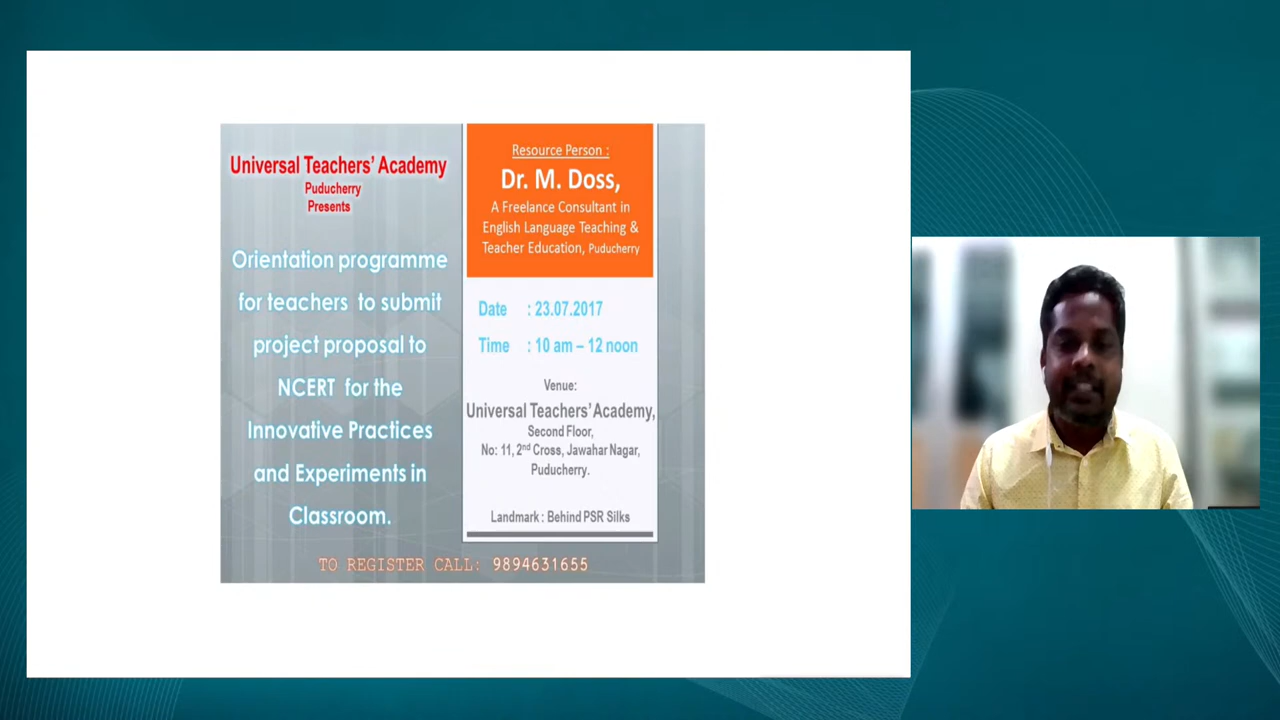 Universal Teachers' Academy
Puducherry
Presents
Orientation programme
for teachers to submit
project proposal to
NCERT for the
Innovative Practices
and Experiments in
Classroom.
Resource Person :
Dr. M. Doss,
A Freelance Consultant in
English Language Teaching &
Teacher Education, Puducherry
Date : 23.07.2017
Time : 10 am – 12 noon
Venue:
Universal Teachers' Academy,
Second Floor,
No: 11, 2nd Cross, Jawahar Nagar,
Puducherry.
Landmark : Behind PSR Silks
TO REGISTER CALL: 9894631655